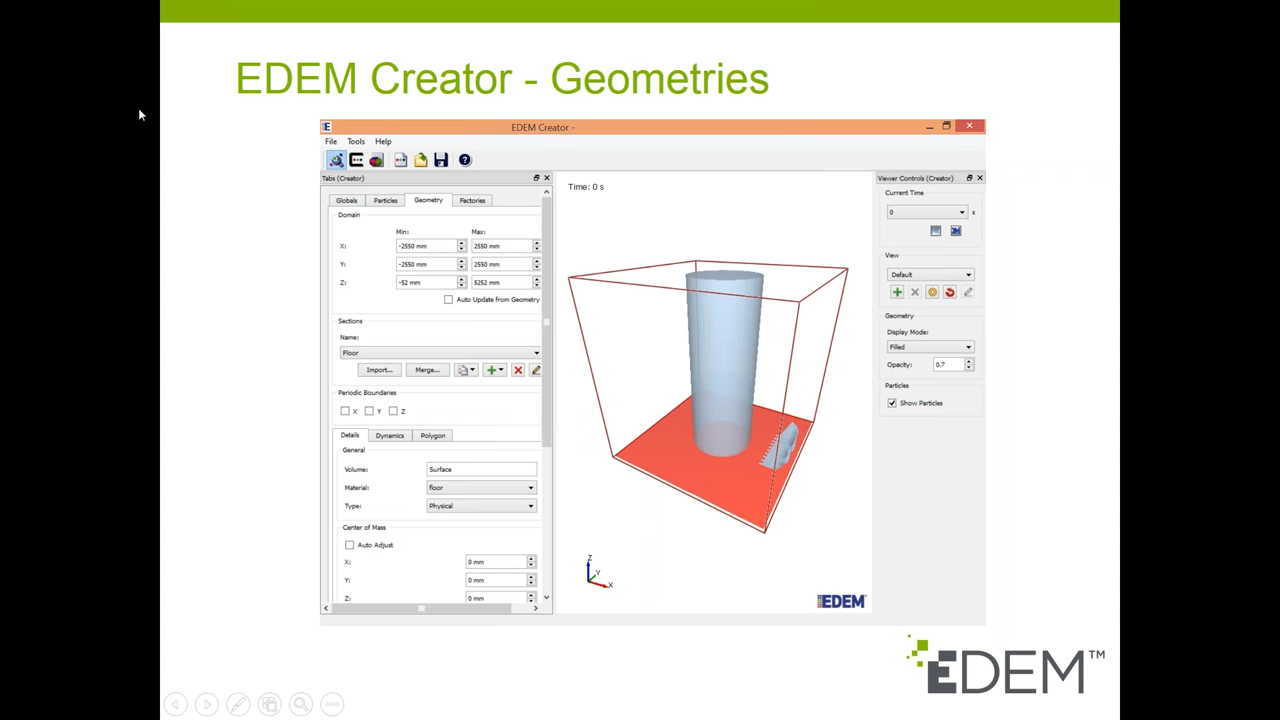 EDEM Creator - Geometries
EDEM Creator -
File Tools Help
Tabs (Creator)
Globals Particles Geometry Factories
Domain
Min: Max:
X: -2550 mm 2550 mm
Y: -2550 mm 2550 mm
Z: -52 mm 5252 mm
Auto Update from Geometry
Sections
Name:
Floor
Import... Merge...
Periodic Boundaries
X Y Z
Details Dynamics Polygon
General
Volume: Surface
Material: floor
Type: Physical
Center of Mass
Auto Adjust
X: 0 mm
Y: 0 mm
Z: 0 mm
Time: 0 s
Z
Y
X
EDEM
Viewer Controls (Creator)
Current Time
0 s
View
Default
Geometry
Display Mode:
Filled
Opacity: 0.7
Particles
Show Particles
EDEM™